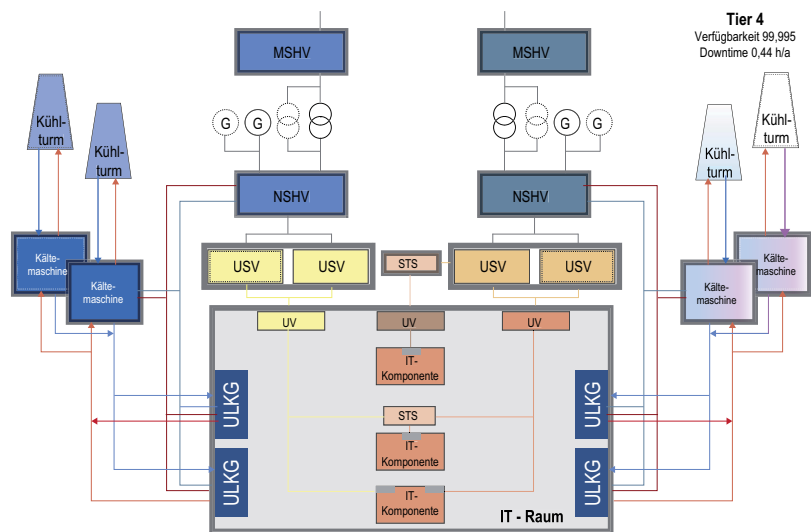 Tier 4
Verfügbarkeit 99,995
Downtime 0,44 h/a
MSHV
MSHV
Kühl-
turm
Kühl-
turm
G
G
G
G
Kühl-
turm
Kühl-
turm
NSHV
NSHV
Kälte-
maschine
Kälte-
maschine
USV
USV
STS
USV
USV
Kälte-
maschine
Kälte-
maschine
UV
UV
UV
IT-
Komponente
ULKG
ULKG
STS
IT-
Komponente
ULKG
ULKG
IT-
Komponente
IT - Raum